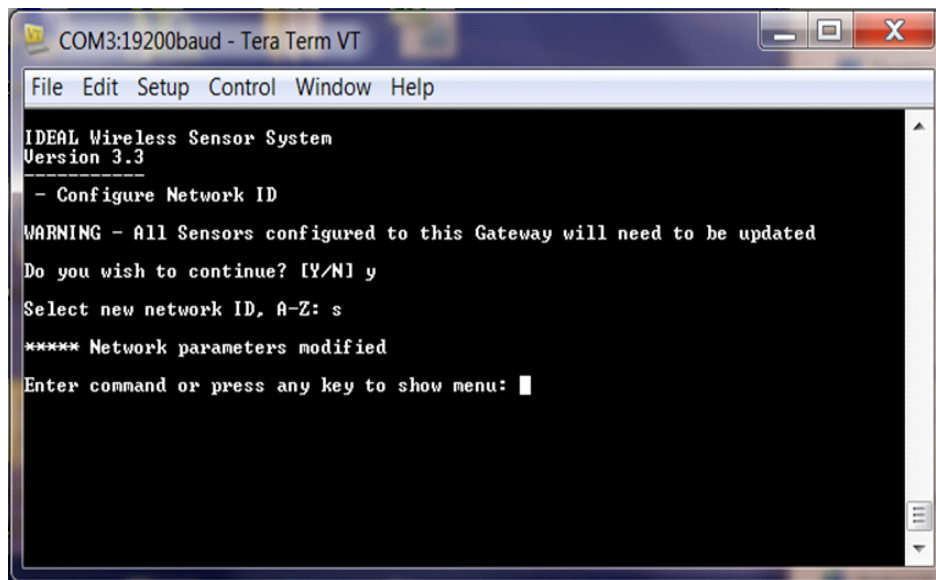 COM3:19200baud - Tera Term VT
File Edit Setup Control Window Help
IDEAL Wireless Sensor System
Version 3.3
-----------
- Configure Network ID
WARNING - All Sensors configured to this Gateway will need to be updated
Do you wish to continue? [Y/N] y
Select new network ID, A-Z: s
***** Network parameters modified
Enter command or press any key to show menu: